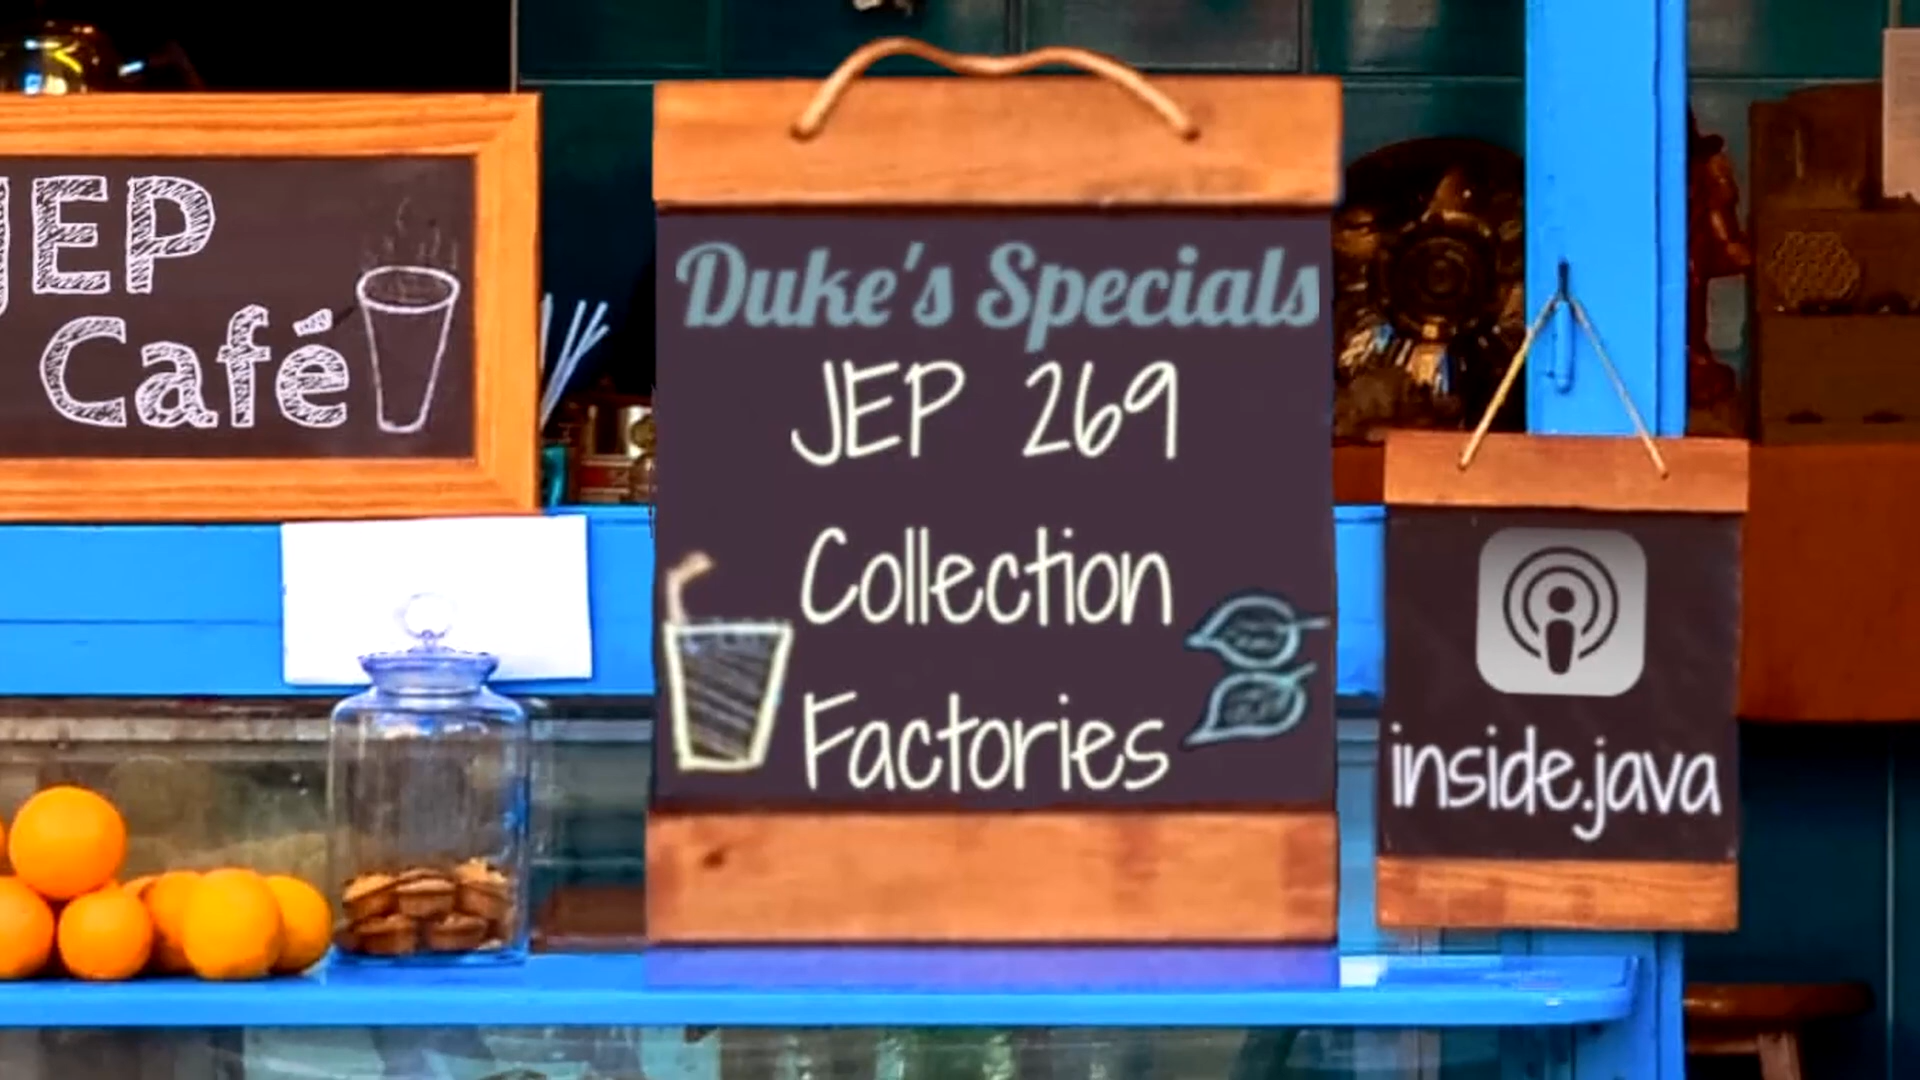 JEP
Café
Duke's Specials
JEP 269
Collection
Factories
inside.java